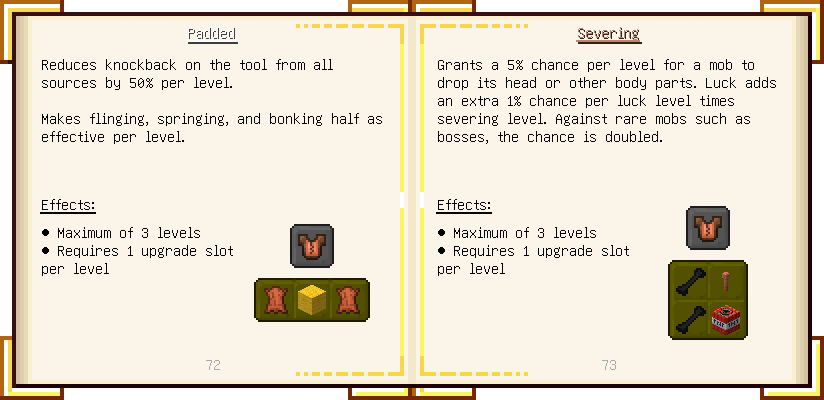 Padded
Reduces knockback on the tool from all
sources by 50% per level.
Makes flinging, springing, and bonking half as
effective per level.
Effects:
● Maximum of 3 levels
● Requires 1 upgrade slot
per level
72
Severing
Grants a 5% chance per level for a mob to
drop its head or other body parts. Luck adds
an extra 1% chance per luck level times
severing level. Against rare mobs such as
bosses, the chance is doubled.
Effects:
● Maximum of 3 levels
● Requires 1 upgrade slot
per level
73